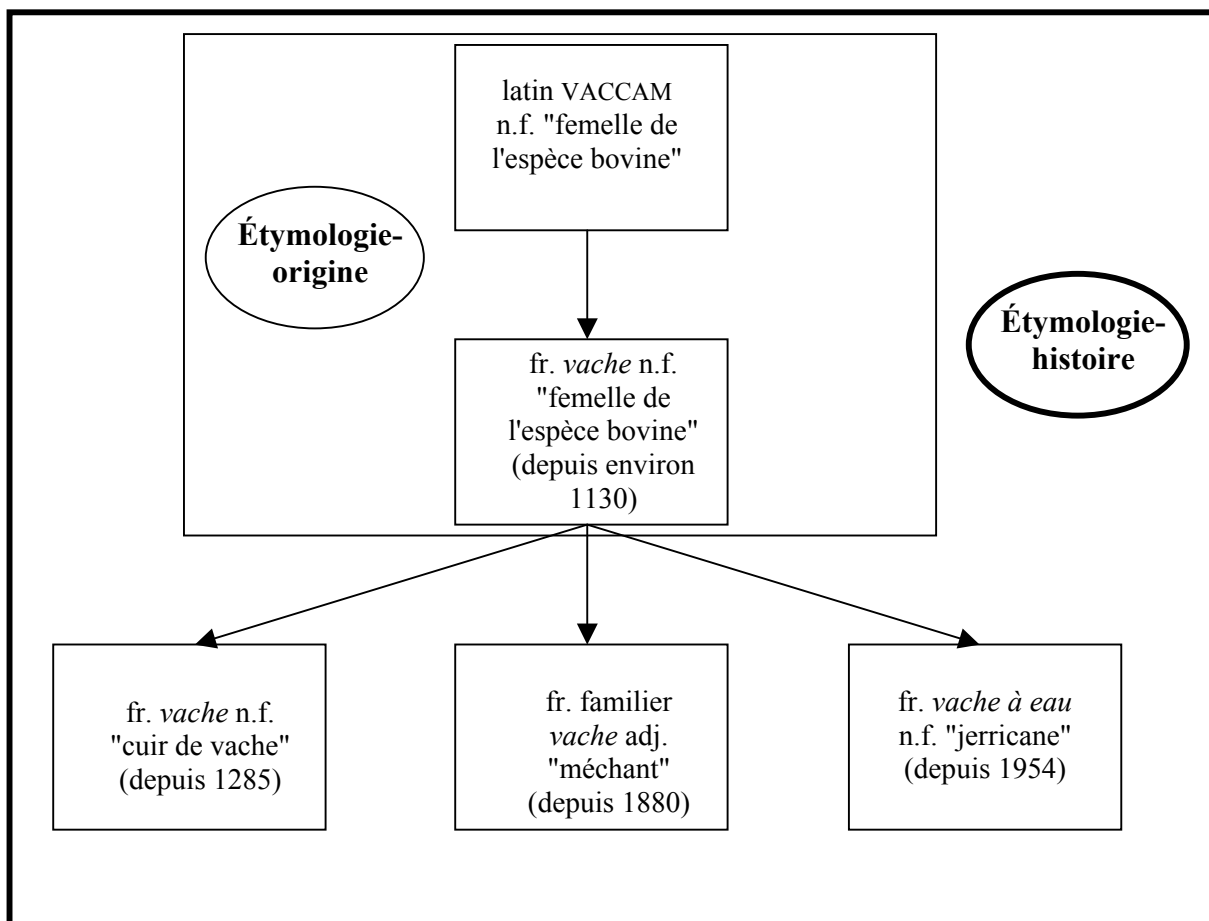 latin VACCAM
n.f. "femelle de
l'espèce bovine"
Étymologie-
origine
Étymologie-
histoire
fr. vache n.f.
"femelle de
l'espèce bovine"
(depuis environ
1130)
fr. vache n.f.
"cuir de vache"
(depuis 1285)
fr. familier
vache adj.
"méchant"
(depuis 1880)
fr. vache à eau
n.f. "jerricane"
(depuis 1954)